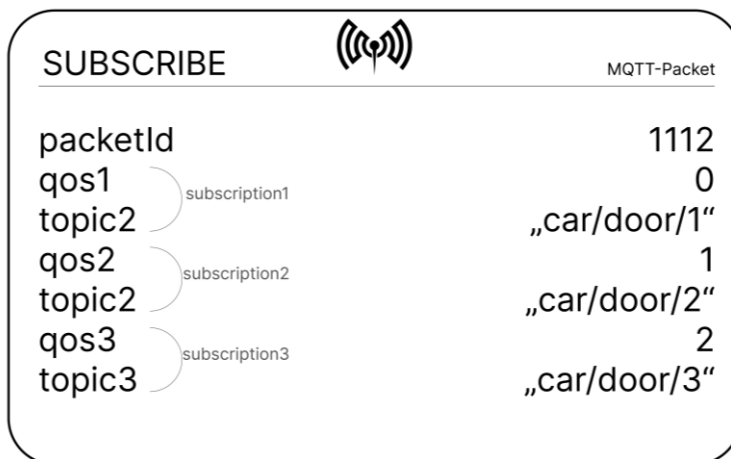 SUBSCRIBE
MQTT-Packet
packetId 1112
qos1 0
subscription1
topic2 „car/door/1“
qos2 1
subscription2
topic2 „car/door/2“
qos3 2
subscription3
topic3 „car/door/3“